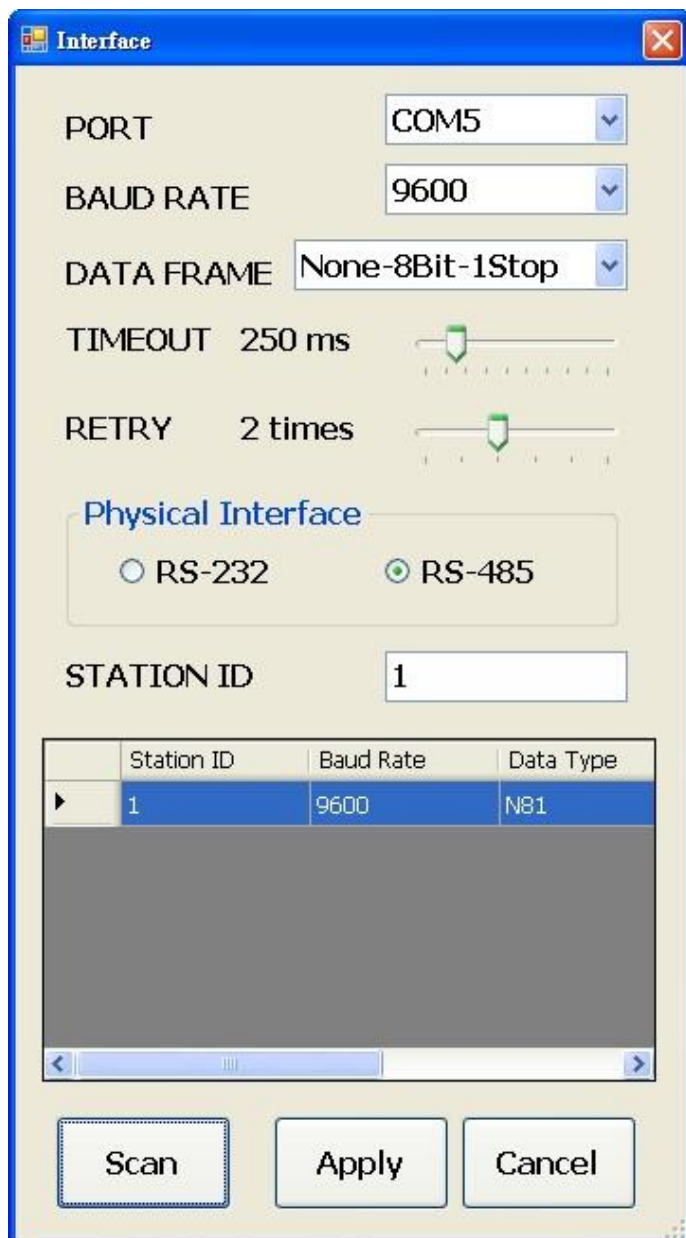 Interface
PORT COM5
BAUD RATE 9600
DATA FRAME None-8Bit-1Stop
TIMEOUT 250 ms
RETRY 2 times
Physical Interface
RS-232 RS-485
STATION ID 1
Station ID Baud Rate Data Type
1 9600 N81
Scan Apply Cancel